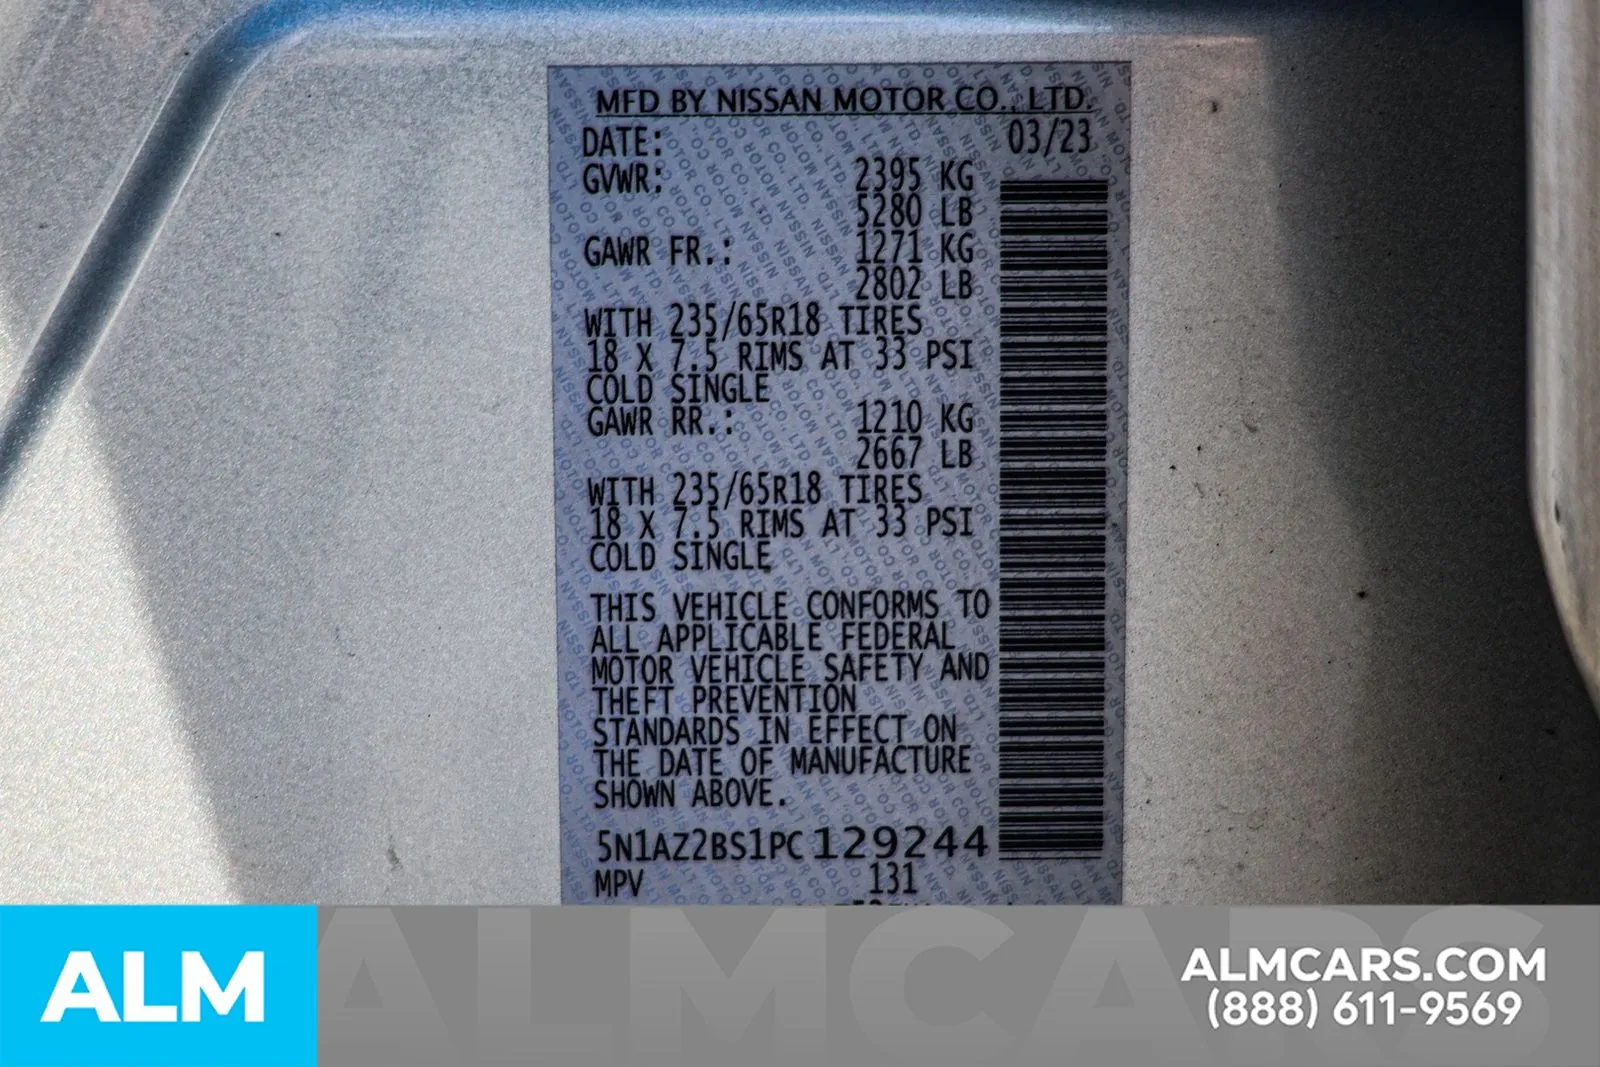 MFD BY NISSAN MOTOR CO., LTD.
DATE: 03/23
GVWR: 2395 KG
5280 LB
GAWR FR.: 1271 KG
2802 LB
WITH 235/65R18 TIRES
18 X 7.5 RIMS AT 33 PSI
COLD SINGLE
GAWR RR.: 1210 KG
2667 LB
WITH 235/65R18 TIRES
18 X 7.5 RIMS AT 33 PSI
COLD SINGLE
THIS VEHICLE CONFORMS TO
ALL APPLICABLE FEDERAL
MOTOR VEHICLE SAFETY AND
THEFT PREVENTION
STANDARDS IN EFFECT ON
THE DATE OF MANUFACTURE
SHOWN ABOVE.
5N1AZ2BS1PC129244
MPV 131
ALM
ALMCARS
ALMCARS.COM
(888) 611-9569